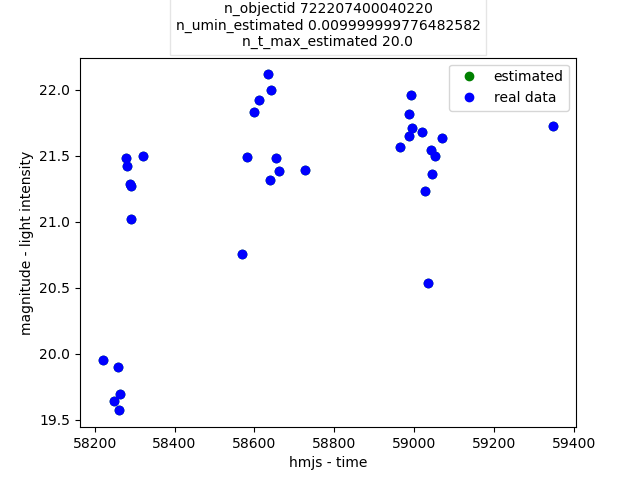 n_objectid 722207400040220
n_umin_estimated 0.009999999776482582
n_t_max_estimated 20.0
estimated
real data
22.0
21.5
21.0
20.5
20.0
19.5
magnitude - light intensity
58200 58400 58600 58800 59000 59200 59400
hmjs - time